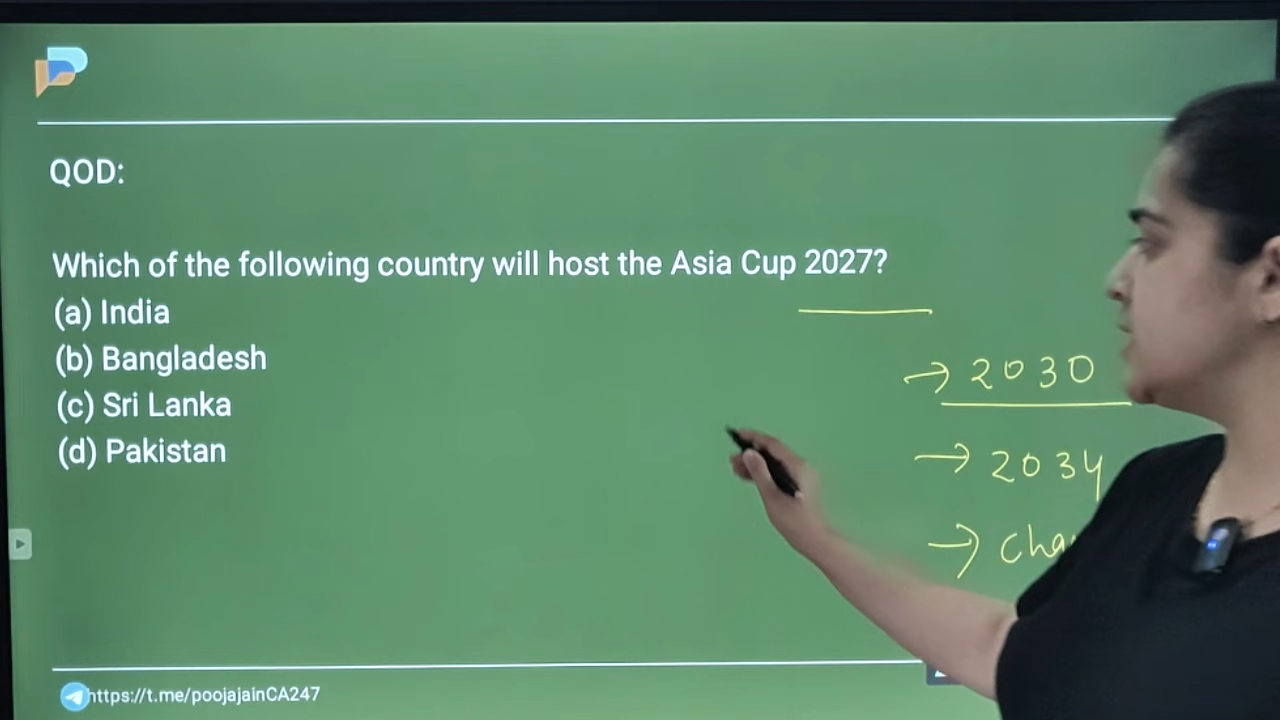 QOD:
Which of the following country will host the Asia Cup 2027?
(a) India
(b) Bangladesh
(c) Sri Lanka
(d) Pakistan
→ 2030
→ 2034
→
https://t.me/poojajainCA247